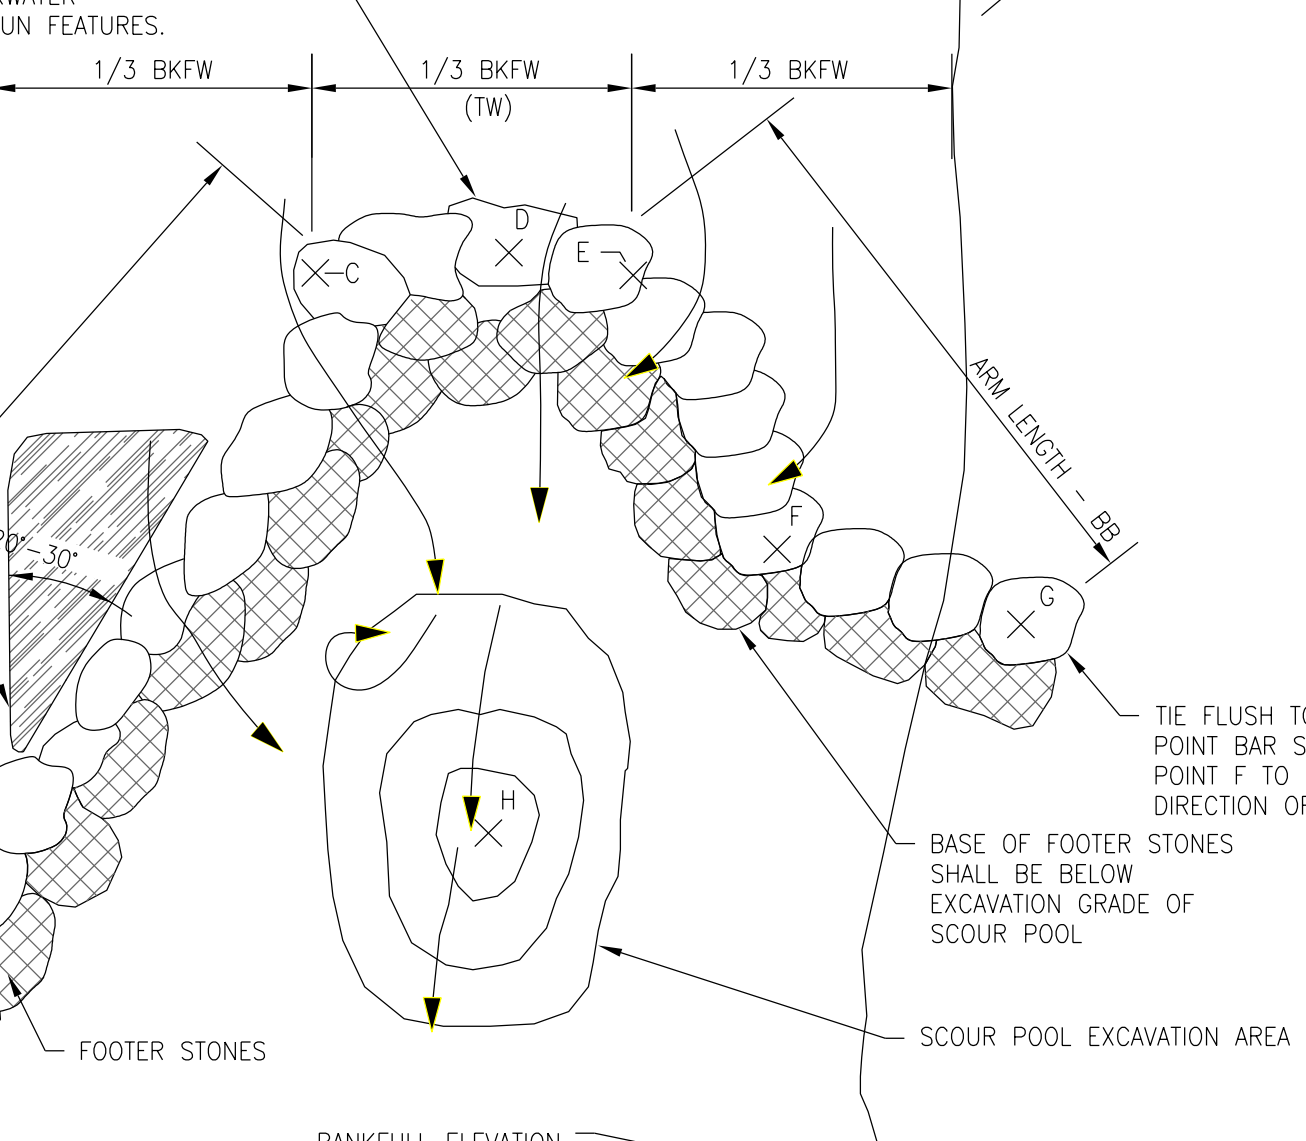 UN FEATURES.
1/3 BKFW
1/3 BKFW
1/3 BKFW
(TW)
D
E
C
ARM LENGTH - BB
F
-30°
G
TIE FLUSH TO
POINT BAR S
POINT F TO
DIRECTION OF
H
BASE OF FOOTER STONES
SHALL BE BELOW
EXCAVATION GRADE OF
SCOUR POOL
SCOUR POOL EXCAVATION AREA
FOOTER STONES
BANKFULL ELEVATION